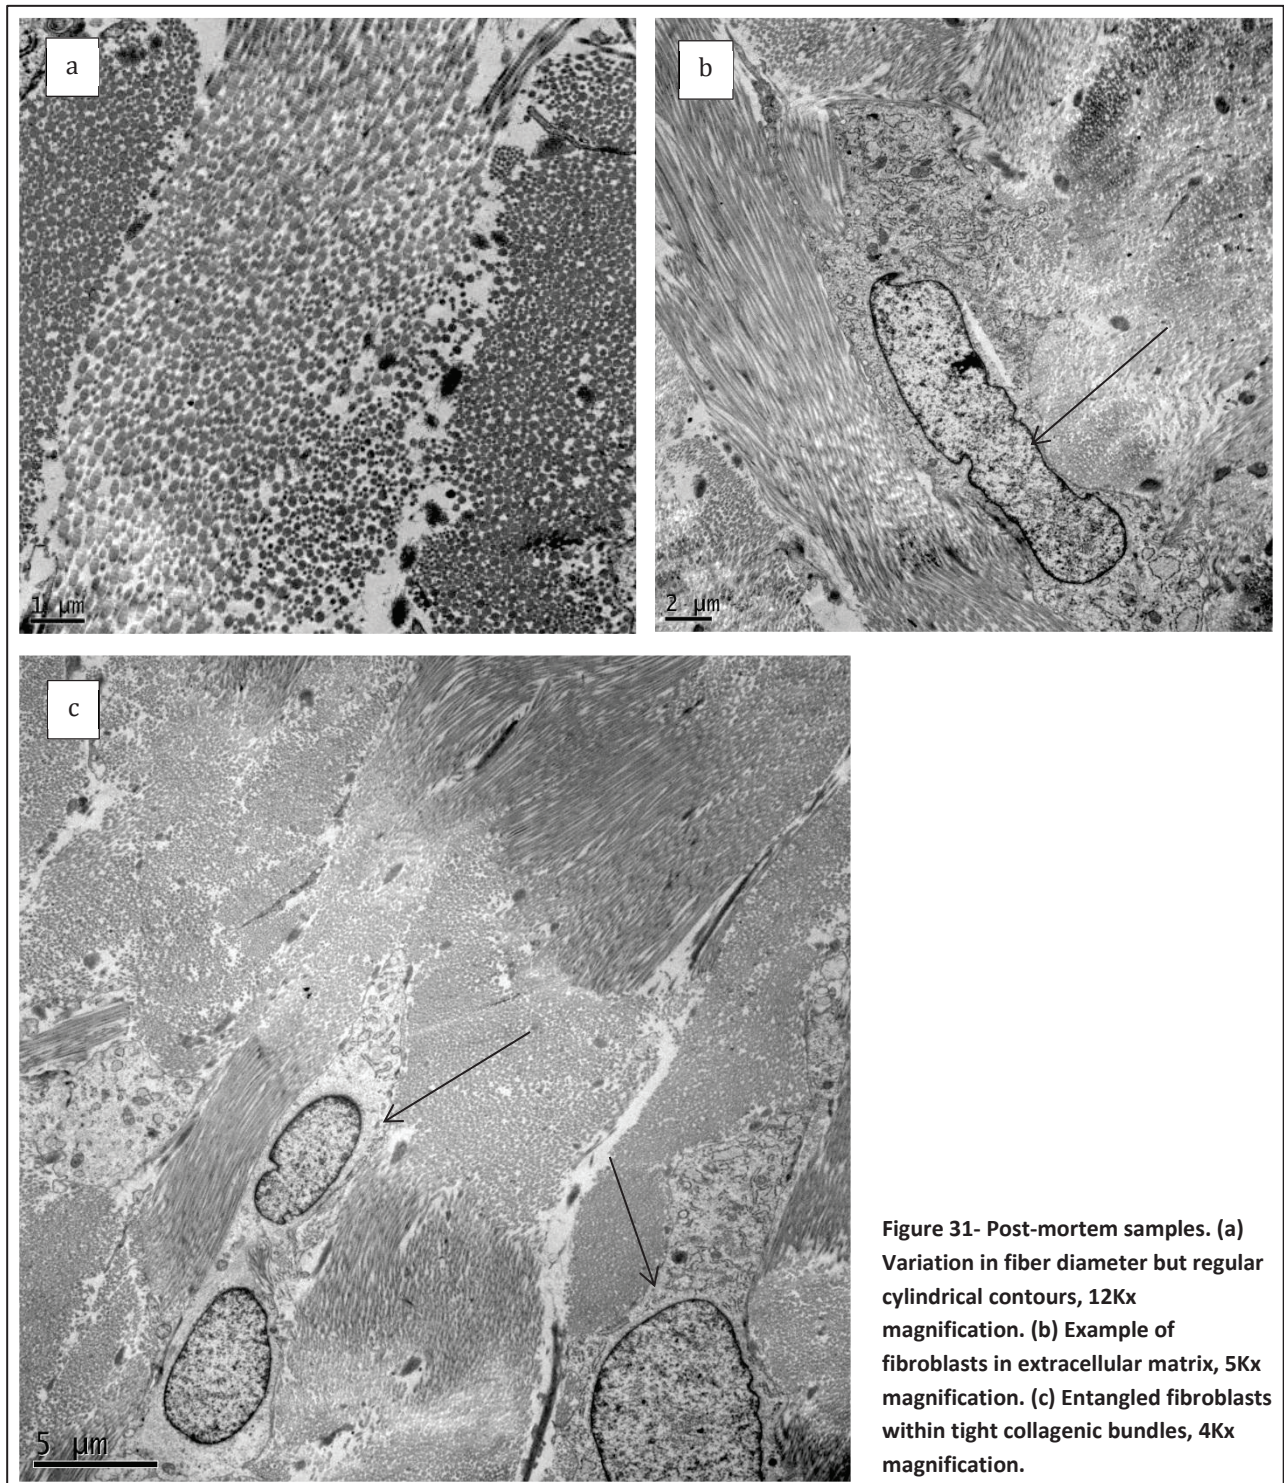 a
b
1 µm
2 µm
c
5 µm
Figure 31- Post-mortem samples. (a)
Variation in fiber diameter but regular
cylindrical contours, 12Kx
magnification. (b) Example of
fibroblasts in extracellular matrix, 5Kx
magnification. (c) Entangled fibroblasts
within tight collagenic bundles, 4Kx
magnification.